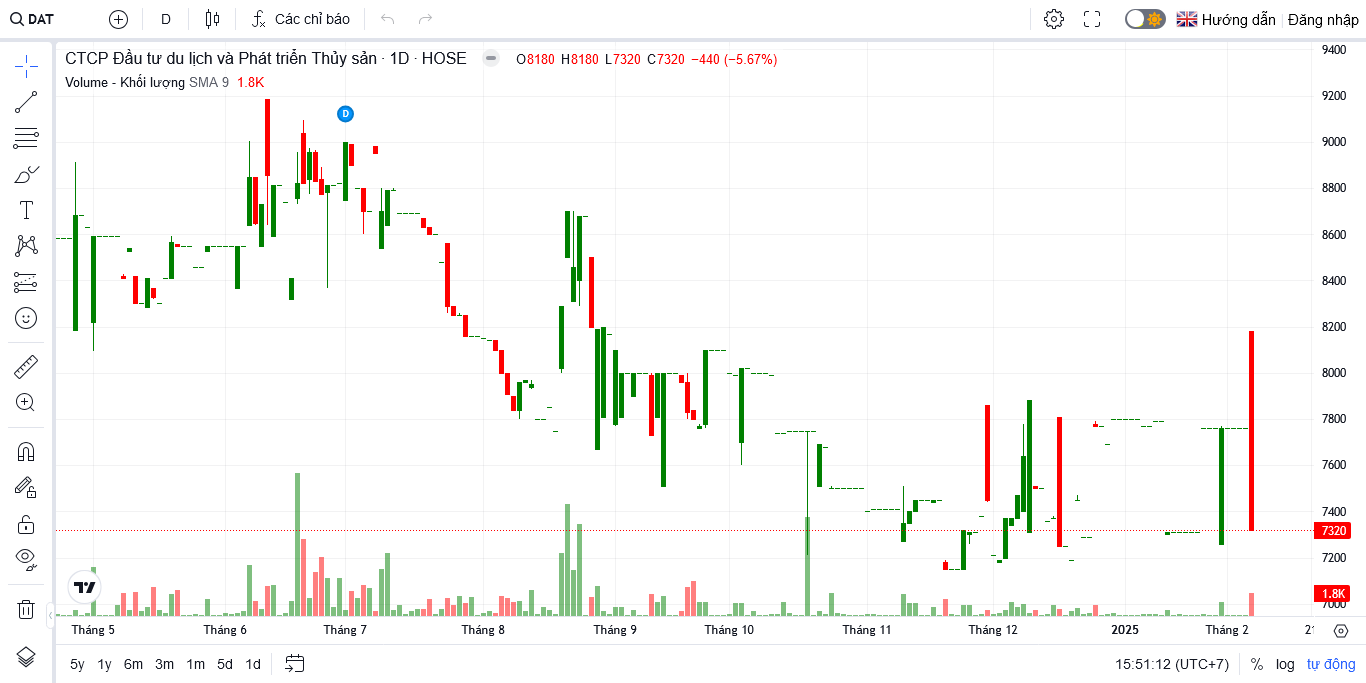 DAT D Các chỉ báo Hướng dẫn Đăng nhập
CTCP Đầu tư du lịch và Phát triển Thủy sản · 1D · HOSE O8180 H8180 L7320 C7320 −440 (−5.67%)
Volume - Khối lượng SMA 9 1.8K
D
9400
9200
9000
8800
8600
8400
8200
8000
7800
7600
7400
7320
7200
1.8K
7000
Tháng 5 Tháng 6 Tháng 7 Tháng 8 Tháng 9 Tháng 10 Tháng 11 Tháng 12 2025 Tháng 2 21
5y 1y 6m 3m 1m 5d 1d 15:51:12 (UTC+7) % log tự động